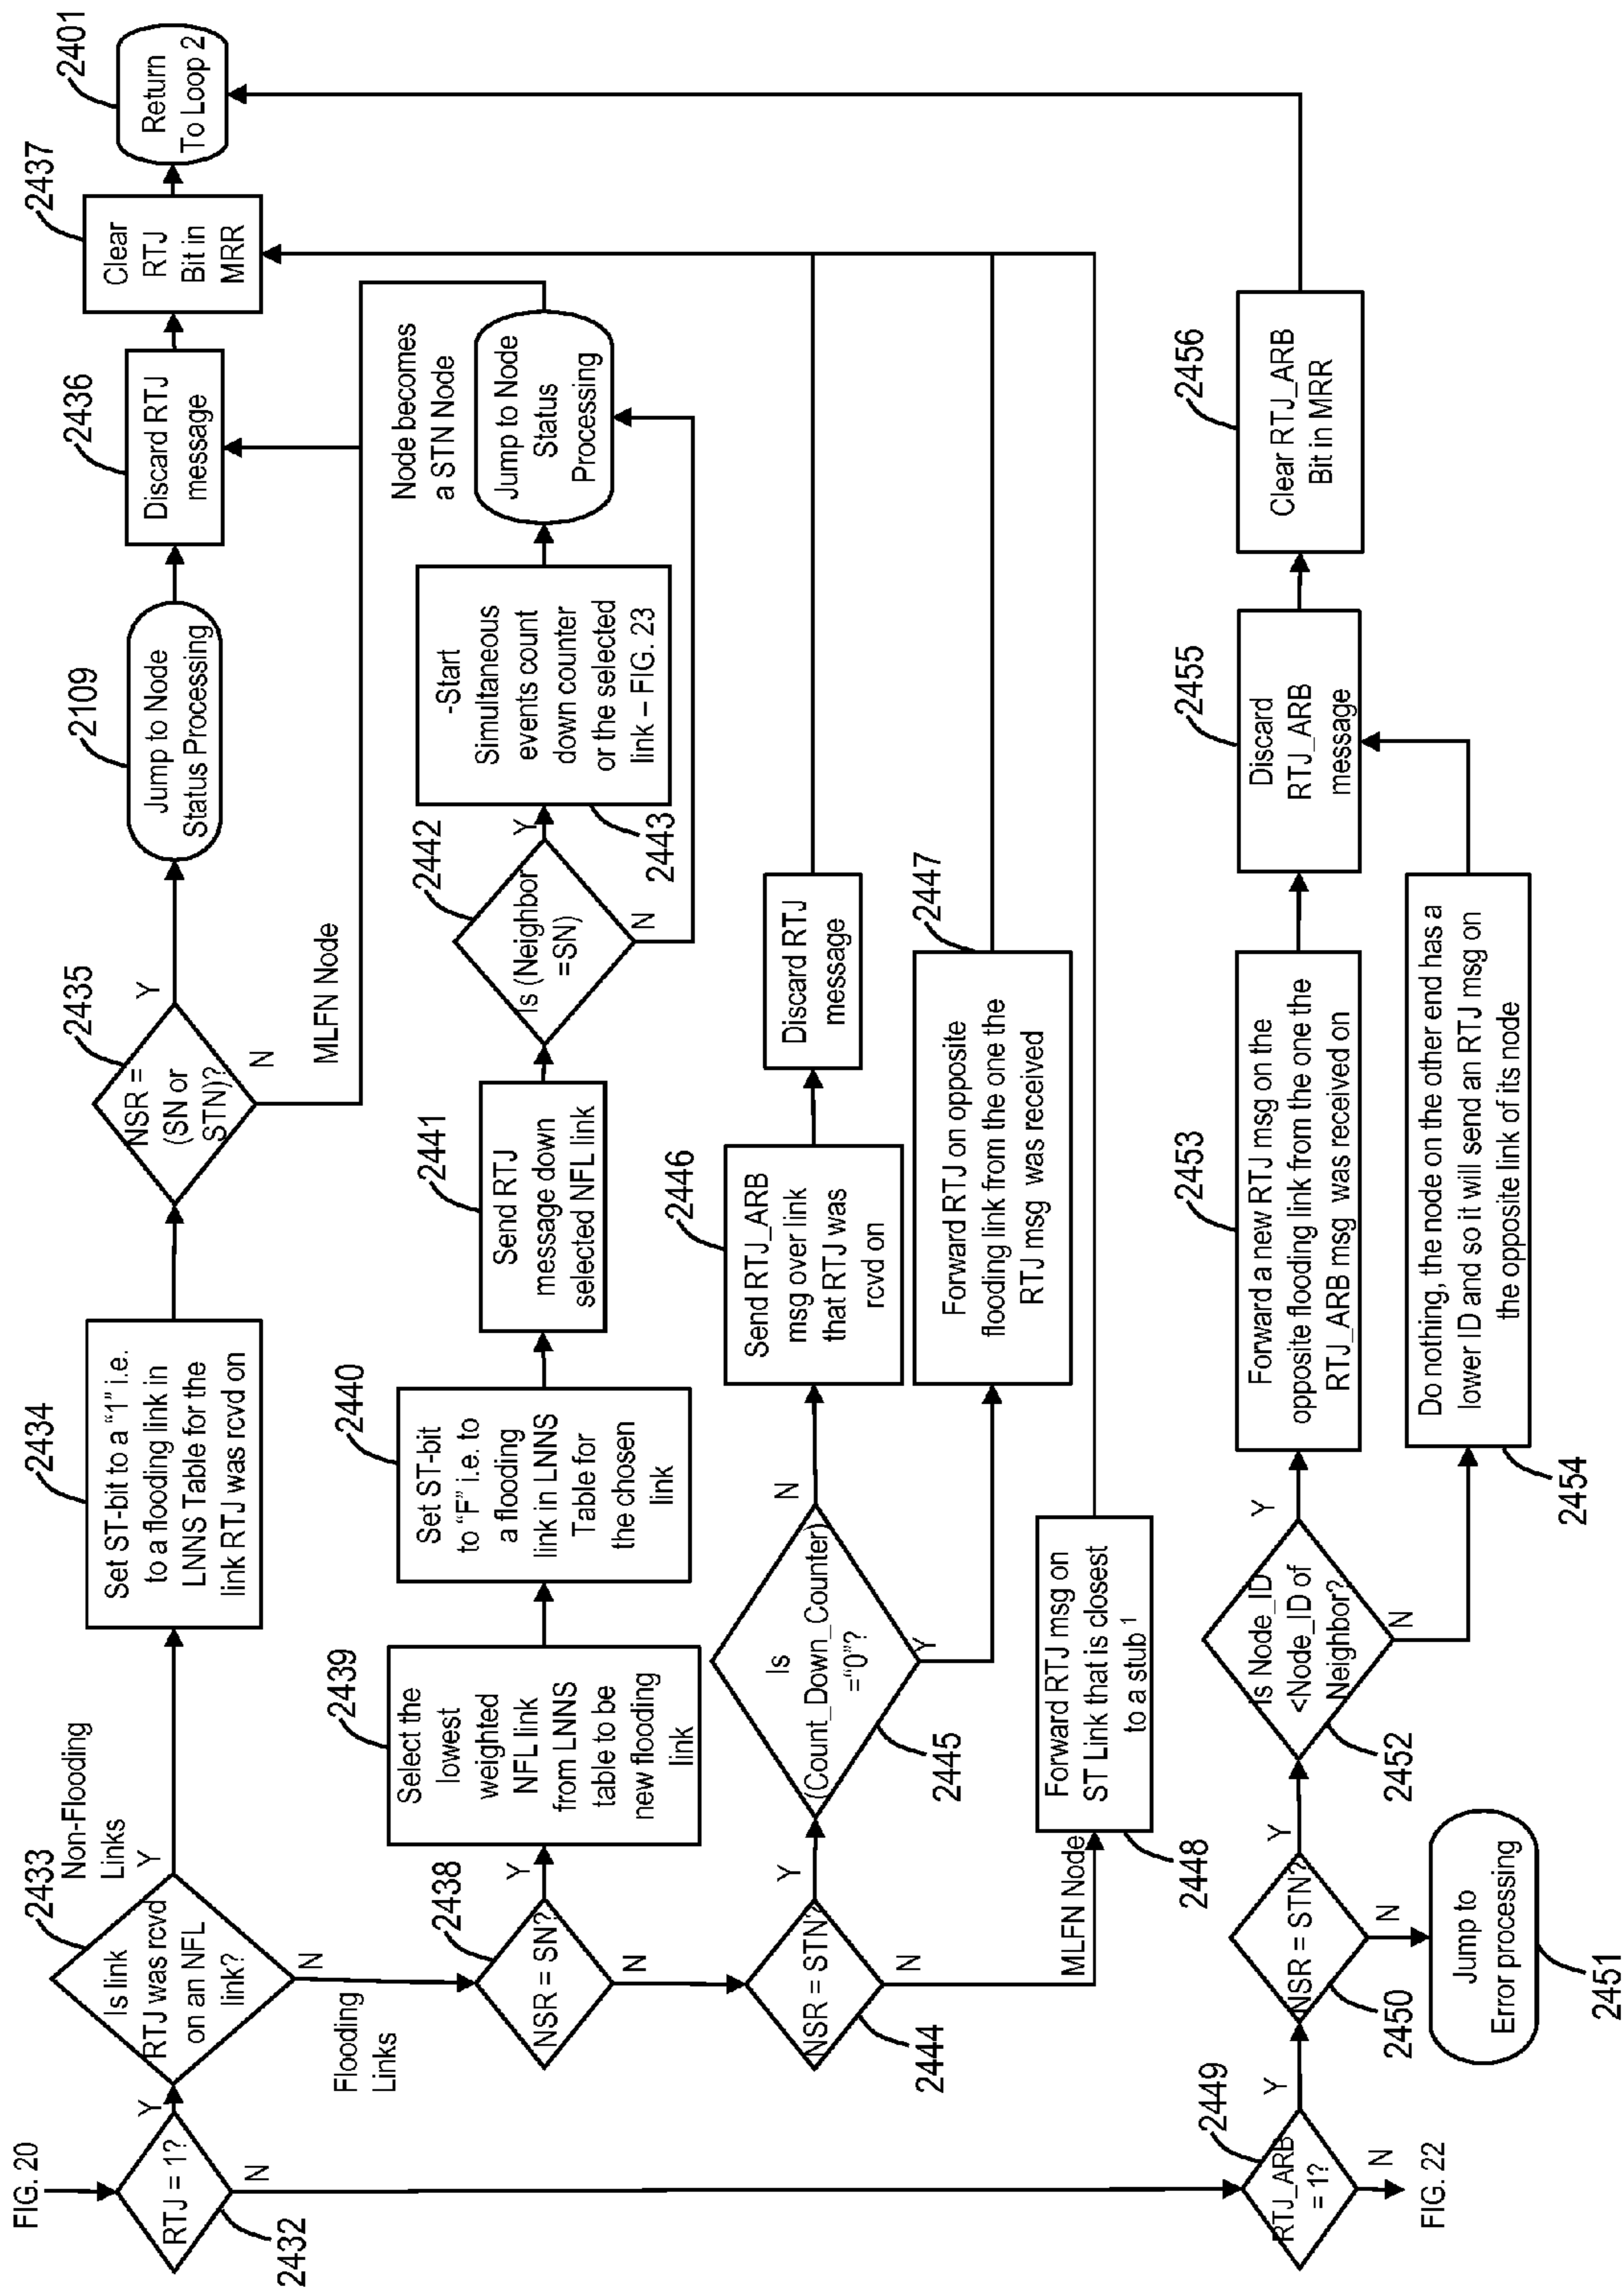 FIG. 20
RTJ = 1?
2432
Y
N
Is link
RTJ was rcvd
on an NFL
link?
2433
Non-Flooding
Links
Y
N
Flooding
Links
Set ST-bit to a “1” i.e.
to a flooding link in
LNNS Table for the
link RTJ was rcvd on
2434
NSR =
(SN or
STN)?
2435
Y
N
MLFN Node
Jump to Node
Status Processing
2109
Discard RTJ
message
2436
Clear
RTJ
Bit in
MRR
2437
Return
To Loop 2
2401
NSR = SN?
2438
Y
N
Select the
lowest
weighted
NFL link
from LNNS
table to be
new flooding
link
2439
Set ST-bit
to “F” i.e. to
a flooding
link in LNNS
Table for
the chosen
link
2440
Send RTJ
message down
selected NFL link
2441
Is (Neighbor
=SN)
2442
Y
N
-Start
Simultaneous
events count
down counter
or the selected
link – FIG. 23
2443
Node becomes
a STN Node
Jump to Node
Status
Processing
NSR = STN?
2444
Y
N
MLFN Node
Is
(Count_Down_Counter)
=“0”?
2445
N
Y
Send RTJ_ARB
msg over link
that RTJ was
rcvd on
2446
Discard RTJ
message
Forward RTJ on opposite
flooding link from the one the
RTJ msg was received
2447
Forward RTJ msg on
ST Link that is closest
to a stub¹
2448
RTJ_ARB
= 1?
2449
Y
N
FIG. 22
NSR = STN?
2450
Y
N
Jump to
Error processing
2451
Is Node_ID
<Node_ID of
Neighbor?
2452
Y
N
Forward a new RTJ msg on the
opposite flooding link from the one the
RTJ_ARB msg was received on
2453
Do nothing, the node on the other end has a
lower ID and so it will send an RTJ msg on
the opposite link of its node
2454
Discard
RTJ_ARB
message
2455
Clear RTJ_ARB
Bit in MRR
2456